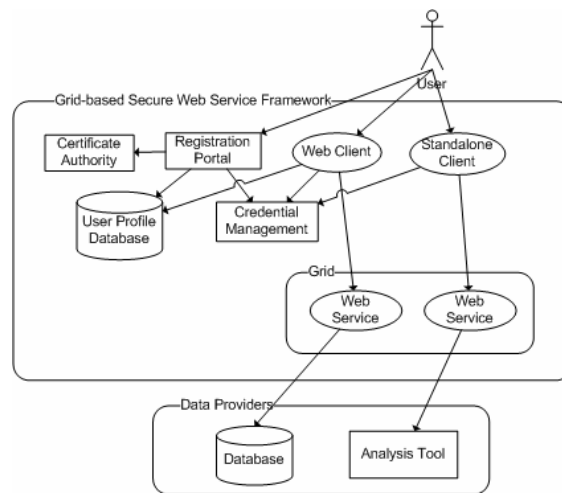 User
Grid-based Secure Web Service Framework
Certificate
Authority
Registration
Portal
Web Client
Standalone
Client
User Profile
Database
Credential
Management
Grid
Web
Service
Web
Service
Data Providers
Database
Analysis Tool